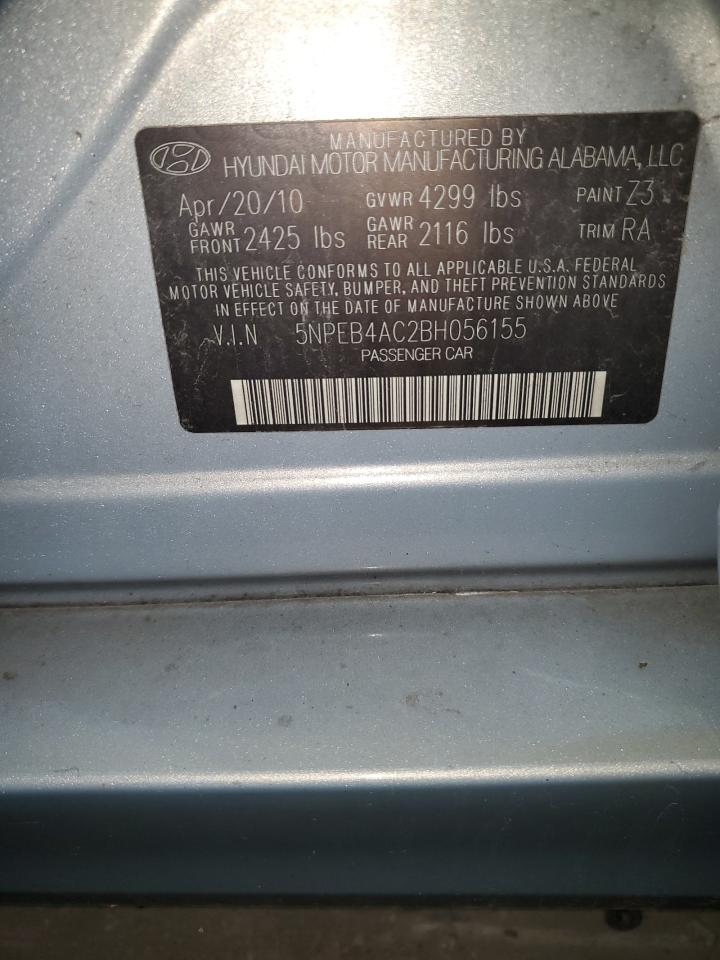 MANUFACTURED BY
HYUNDAI MOTOR MANUFACTURING ALABAMA, LLC
Apr/20/10 GVWR 4299 lbs PAINT Z3
GAWR FRONT 2425 lbs GAWR REAR 2116 lbs TRIM RA
THIS VEHICLE CONFORMS TO ALL APPLICABLE U.S.A. FEDERAL
MOTOR VEHICLE SAFETY, BUMPER, AND THEFT PREVENTION STANDARDS
IN EFFECT ON THE DATE OF MANUFACTURE SHOWN ABOVE
V.I.N 5NPEB4AC2BH056155
PASSENGER CAR